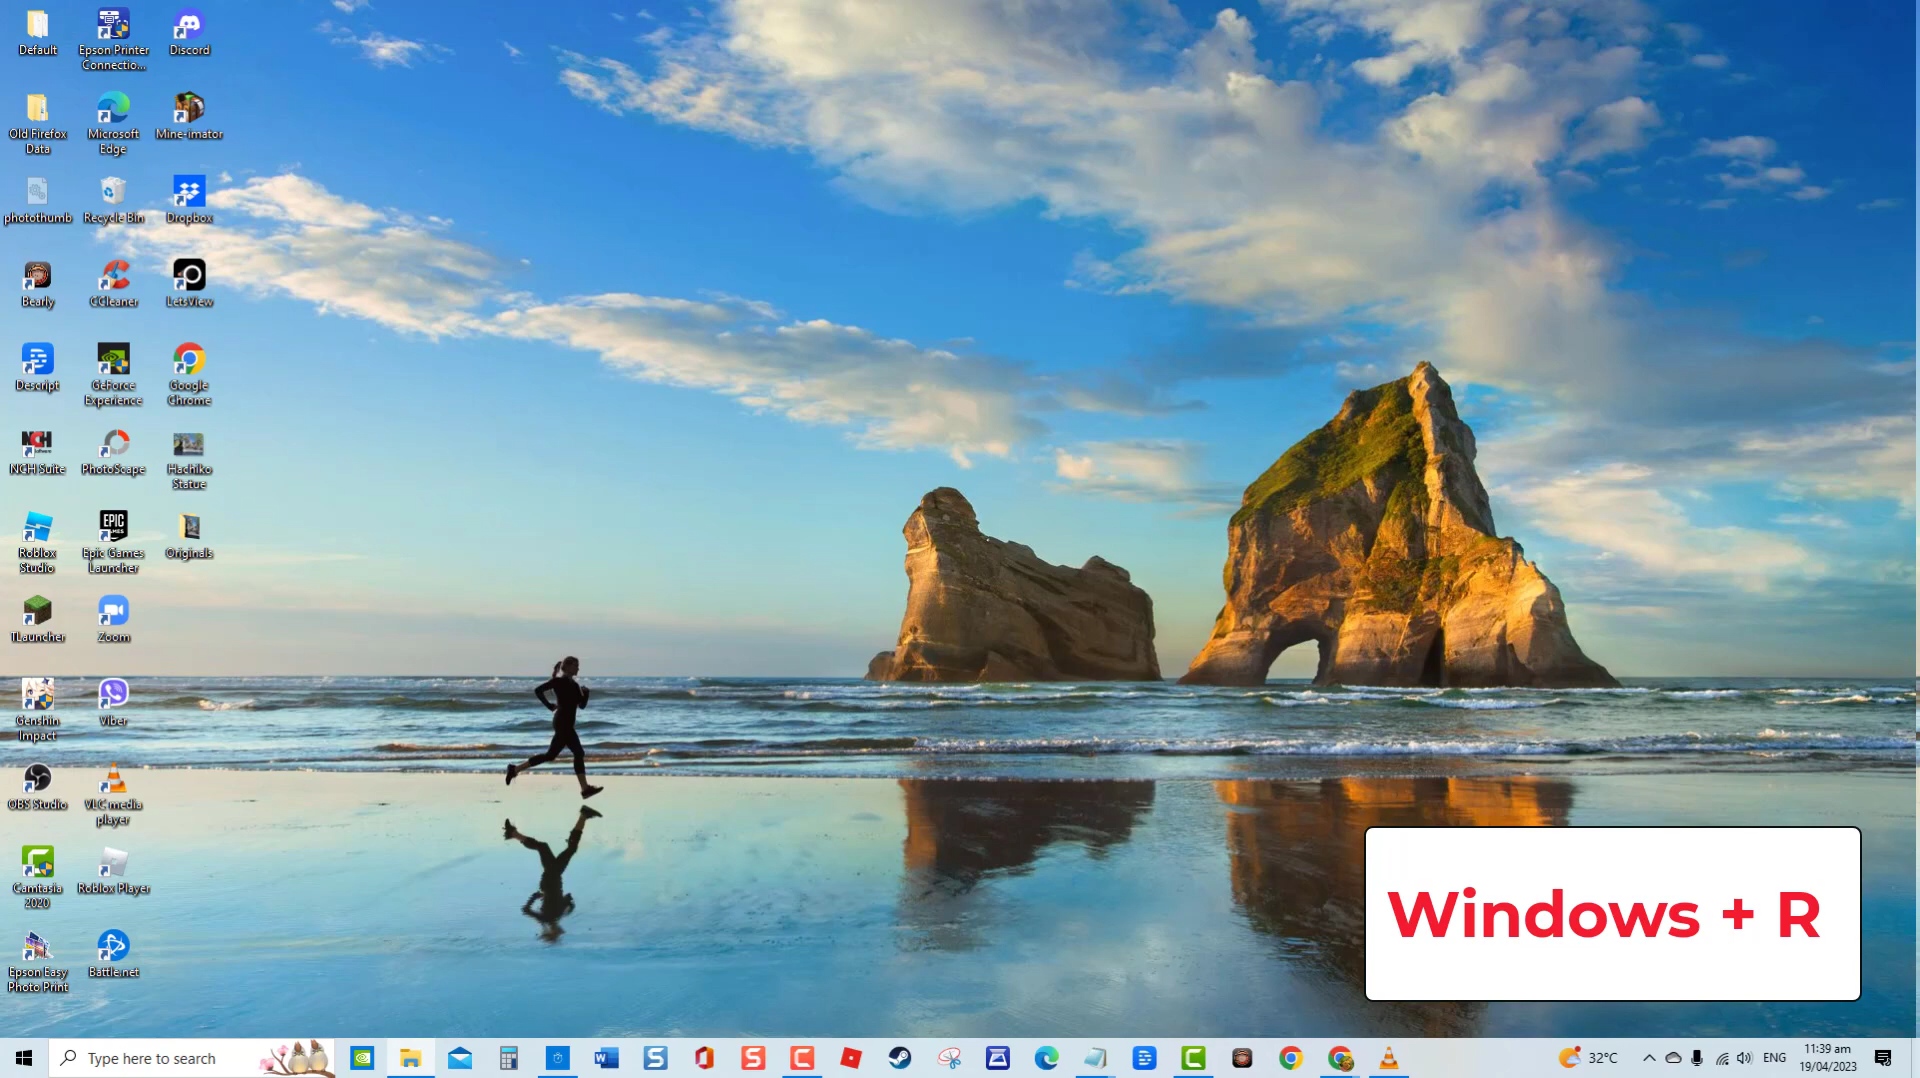 Default
Epson Printer
Connectio...
Discord
Old Firefox
Data
Microsoft
Edge
Mine-imator
photothumb
Recycle Bin
Dropbox
Bearly
CCleaner
LetsView
Descript
GeForce
Experience
Google
Chrome
NCH
NCH Suite
PhotoScape
Hachiko
Statue
Roblox
Studio
EPIC
GAMES
Epic Games
Launcher
Originals
TLauncher
Zoom
Genshin
Impact
Viber
OBS Studio
VLC media
player
Camtasia
2020
Roblox Player
Epson Easy
Photo Print
Battle.net
Windows + R
Type here to search
32°C
ENG
11:39 am
19/04/2023